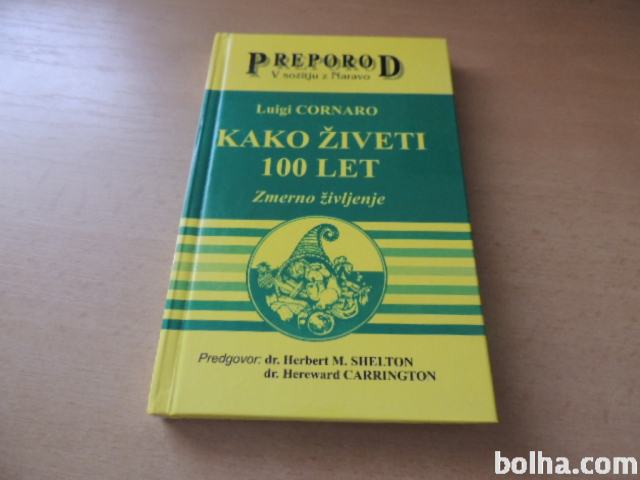 PREPOROD
V sožitju z Naravo
Luigi CORNARO
KAKO ŽIVETI
100 LET
Zmerno življenje
Predgovor: dr. Herbert M. SHELTON
dr. Hereward CARRINGTON
bolha.com